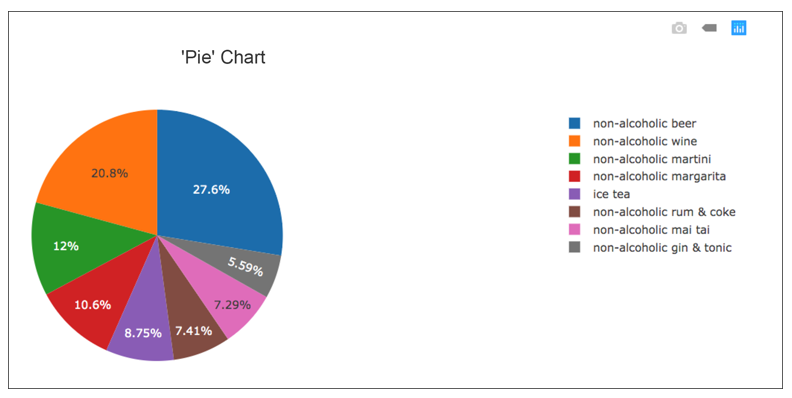 'Pie' Chart
20.8%
27.6%
12%
5.59%
10.6%
7.29%
8.75%
7.41%
non-alcoholic beer
non-alcoholic wine
non-alcoholic martini
non-alcoholic margarita
ice tea
non-alcoholic rum & coke
non-alcoholic mai tai
non-alcoholic gin & tonic